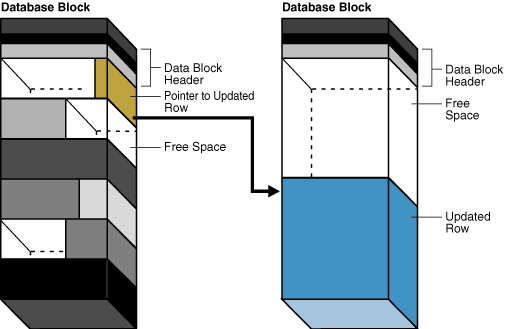 Database Block
Data Block
Header
Pointer to Updated
Row
Free Space
Database Block
Data Block
Header
Free
Space
Updated
Row